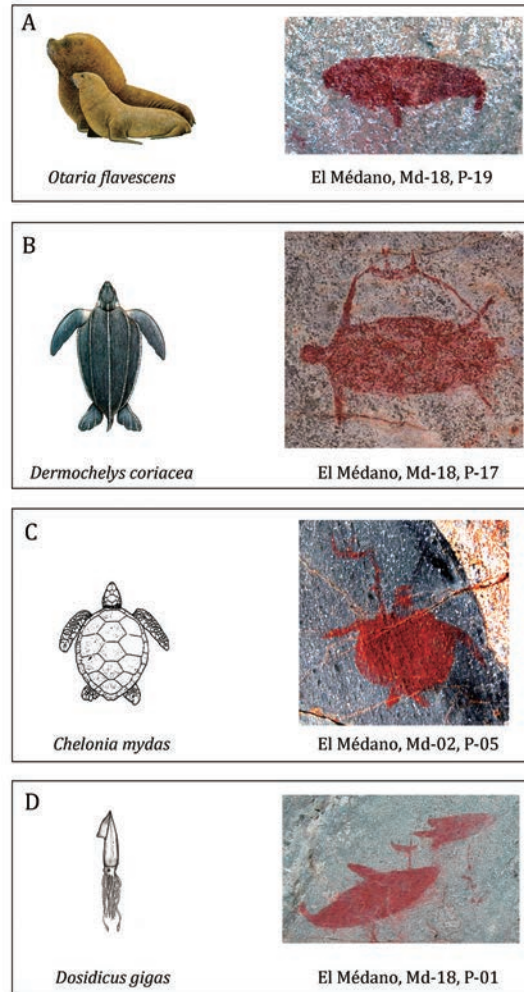 A
Otaria flavescens
El Médano, Md-18, P-19
B
Dermochelys coriacea
El Médano, Md-18, P-17
C
Chelonia mydas
El Médano, Md-02, P-05
D
Dosidicus gigas
El Médano, Md-18, P-01